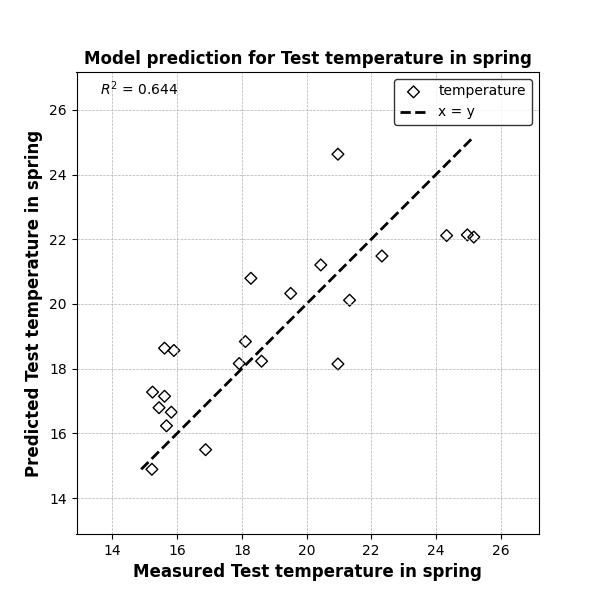 Model prediction for Test temperature in spring
R² = 0.644
temperature
x = y
26
24
22
20
18
16
14
Predicted Test temperature in spring
14 16 18 20 22 24 26
Measured Test temperature in spring